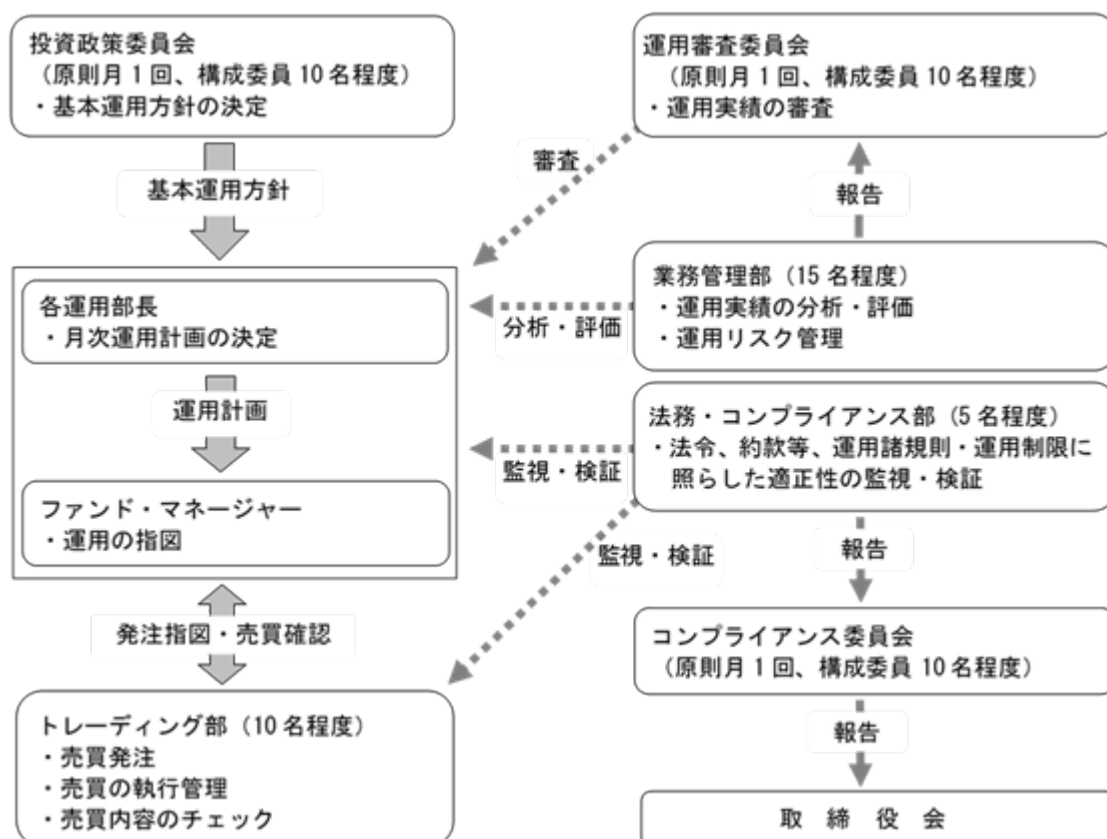 投資政策委員会
（原則月1回、構成委員10名程度）
・基本運用方針の決定
基本運用方針
各運用部長
・月次運用計画の決定
運用計画
ファンド・マネージャー
・運用の指図
発注指図・売買確認
トレーディング部（10名程度）
・売買発注
・売買の執行管理
・売買内容のチェック
運用審査委員会
（原則月1回、構成委員10名程度）
・運用実績の審査
審査
報告
業務管理部（15名程度）
・運用実績の分析・評価
・運用リスク管理
分析・評価
法務・コンプライアンス部（5名程度）
・法令、約款等、運用諸規則・運用制限に
照らした適正性の監視・検証
監視・検証
監視・検証
報告
コンプライアンス委員会
（原則月1回、構成委員10名程度）
報告
取　締　役　会